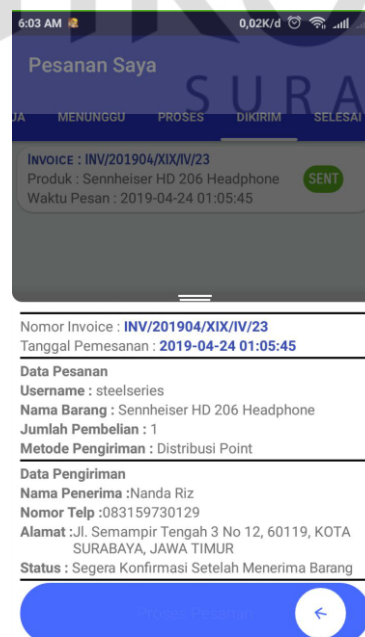 6:03 AM 0,02K/d
Pesanan Saya
SURA
JA MENUNGGU PROSES DIKIRIM SELESAI
INVOICE : INV/201904/XIX/IV/23
Produk : Sennheiser HD 206 Headphone SENT
Waktu Pesan : 2019-04-24 01:05:45
Nomor Invoice : INV/201904/XIX/IV/23
Tanggal Pemesanan : 2019-04-24 01:05:45
Data Pesanan
Username : steelseries
Nama Barang : Sennheiser HD 206 Headphone
Jumlah Pembelian : 1
Metode Pengiriman : Distribusi Point
Data Pengiriman
Nama Penerima :Nanda Riz
Nomor Telp :083159730129
Alamat :Jl. Semampir Tengah 3 No 12, 60119, KOTA
SURABAYA, JAWA TIMUR
Status : Segera Konfirmasi Setelah Menerima Barang
Proses Pesanan